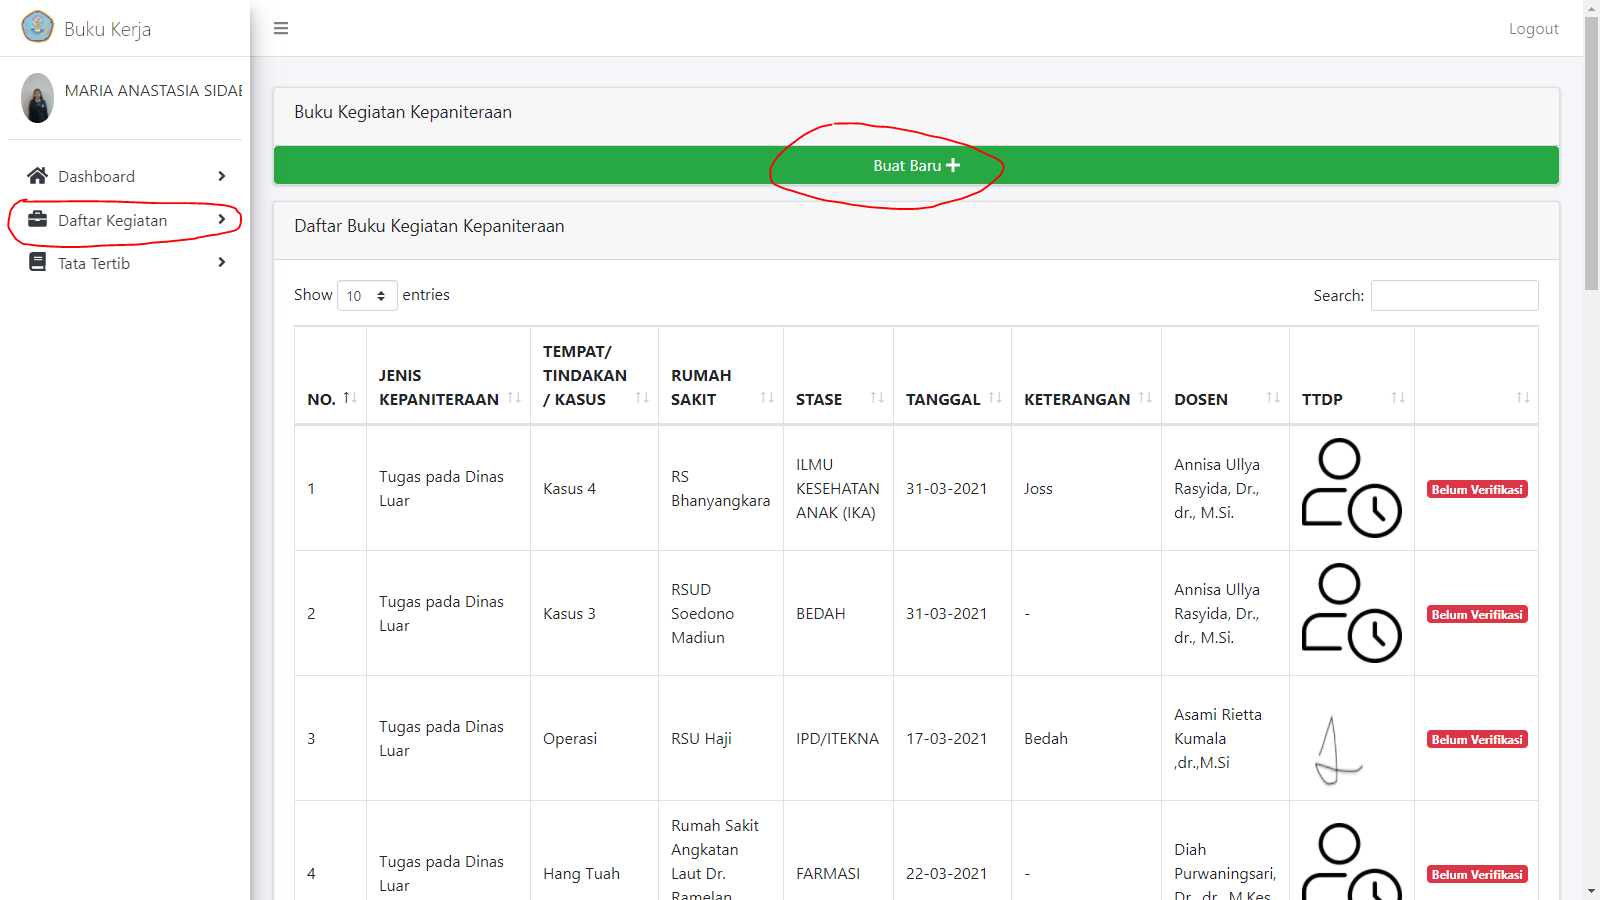 Buku Kerja
Logout
MARIA ANASTASIA
Dashboard
Daftar Kegiatan
Tata Tertib
Buku Kegiatan Kepaniteraan
Buat Baru
Daftar Buku Kegiatan Kepaniteraan
Show 10 entries
Search:
NO.
JENIS
KEPANITERAAN
TEMPAT/
TINDAKAN
/ KASUS
RUMAH
SAKIT
STASE
TANGGAL
KETERANGAN
DOSEN
TTDP
1
Tugas pada Dinas
Luar
Kasus 4
RS
Bhanyangkara
ILMU
KESEHATAN
ANAK (IKA)
31-03-2021
Joss
Annisa Ullya
Rasyida, Dr.,
dr., M.Si.
Belum Verifikasi
2
Tugas pada Dinas
Luar
Kasus 3
RSUD
Soedono
Madiun
BEDAH
31-03-2021
-
Annisa Ullya
Rasyida, Dr.,
dr., M.Si.
Belum Verifikasi
3
Tugas pada Dinas
Luar
Operasi
RSU Haji
IPD/ITEKNA
17-03-2021
Bedah
Asami Rietta
Kumala
,dr.,M.Si
Belum Verifikasi
4
Tugas pada Dinas
Luar
Hang Tuah
Rumah Sakit
Angkatan
Laut Dr.
Ramelan
FARMASI
22-03-2021
-
Diah
Purwaningsari,
Dr., dr., M.Kes
Belum Verifikasi